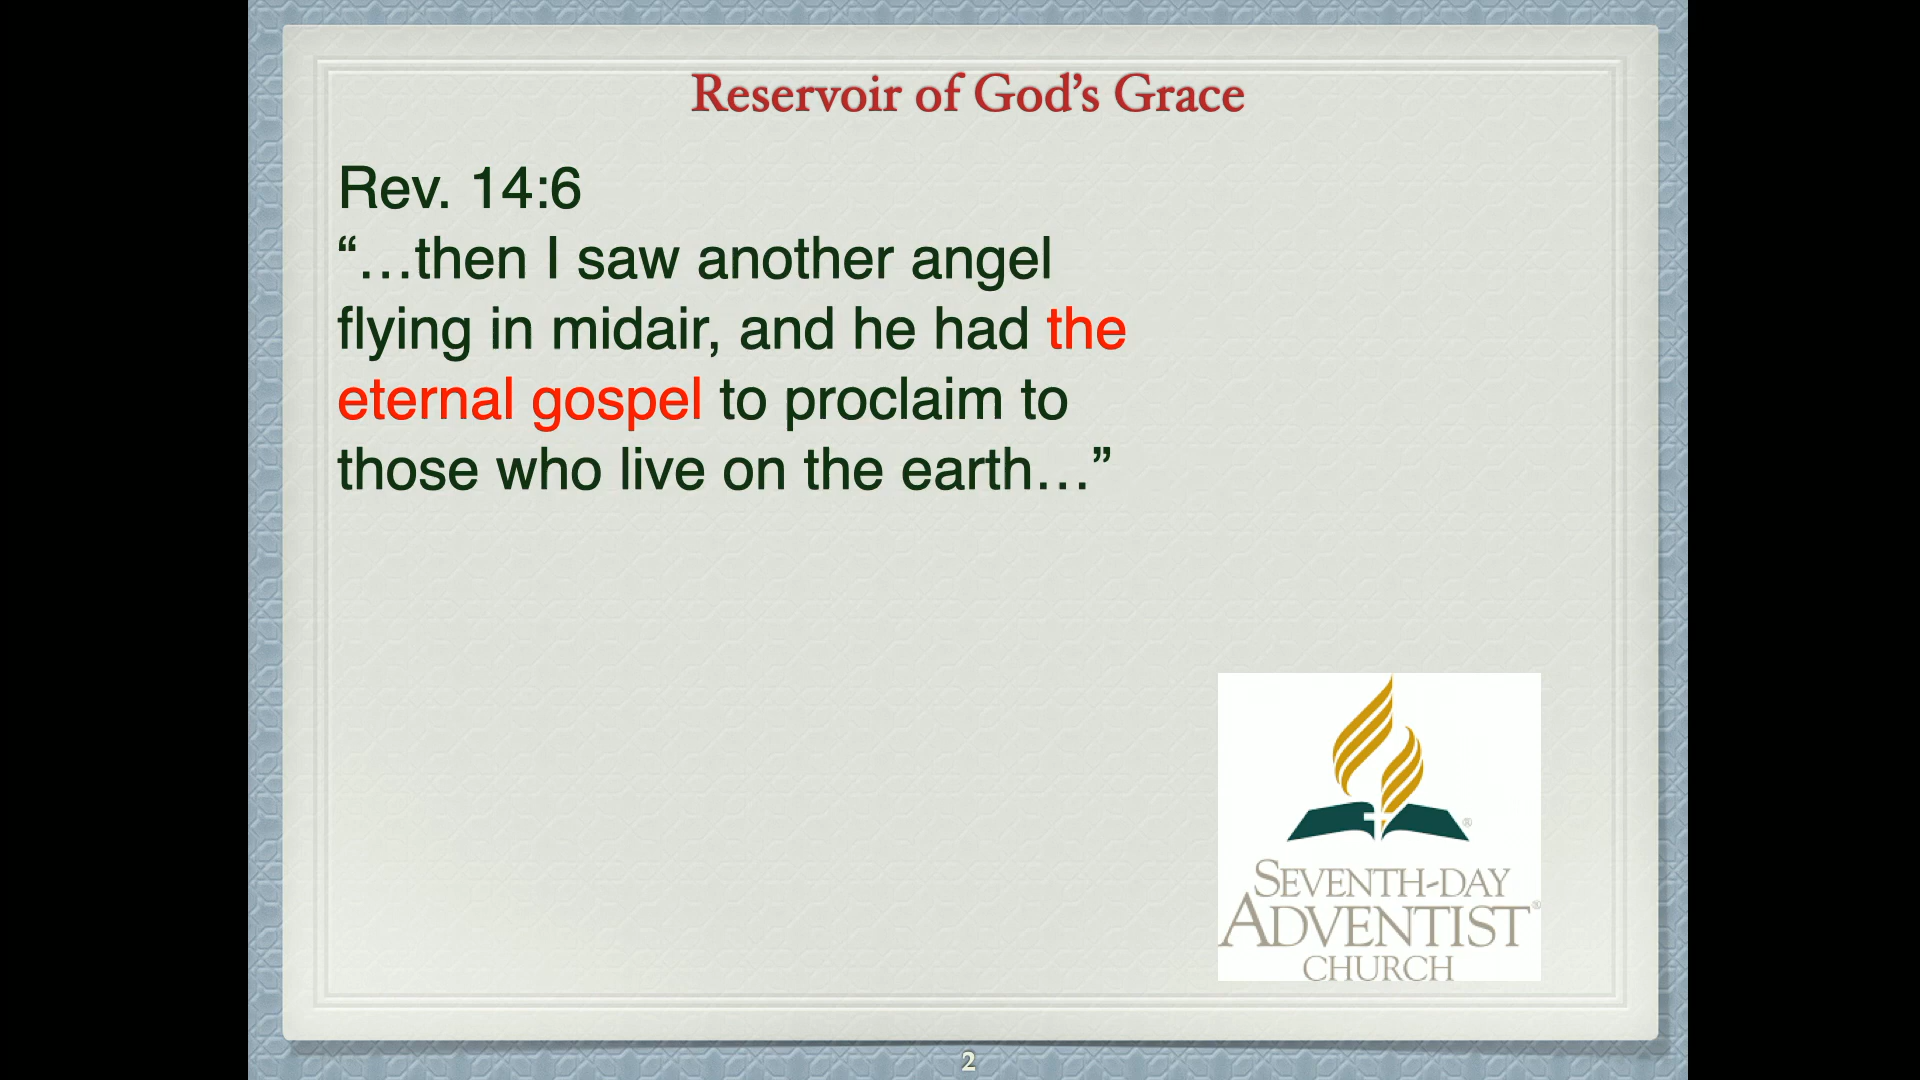 Reservoir of God’s Grace
Rev. 14:6
“…then I saw another angel
flying in midair, and he had the
eternal gospel to proclaim to
those who live on the earth…”
®
SEVENTH-DAY
ADVENTIST®
CHURCH
2